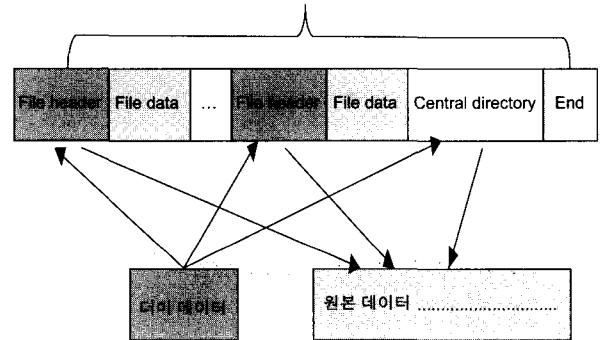 File header File data ... File header File data Central directory End
더미 데이터 원본 데이터 ........................